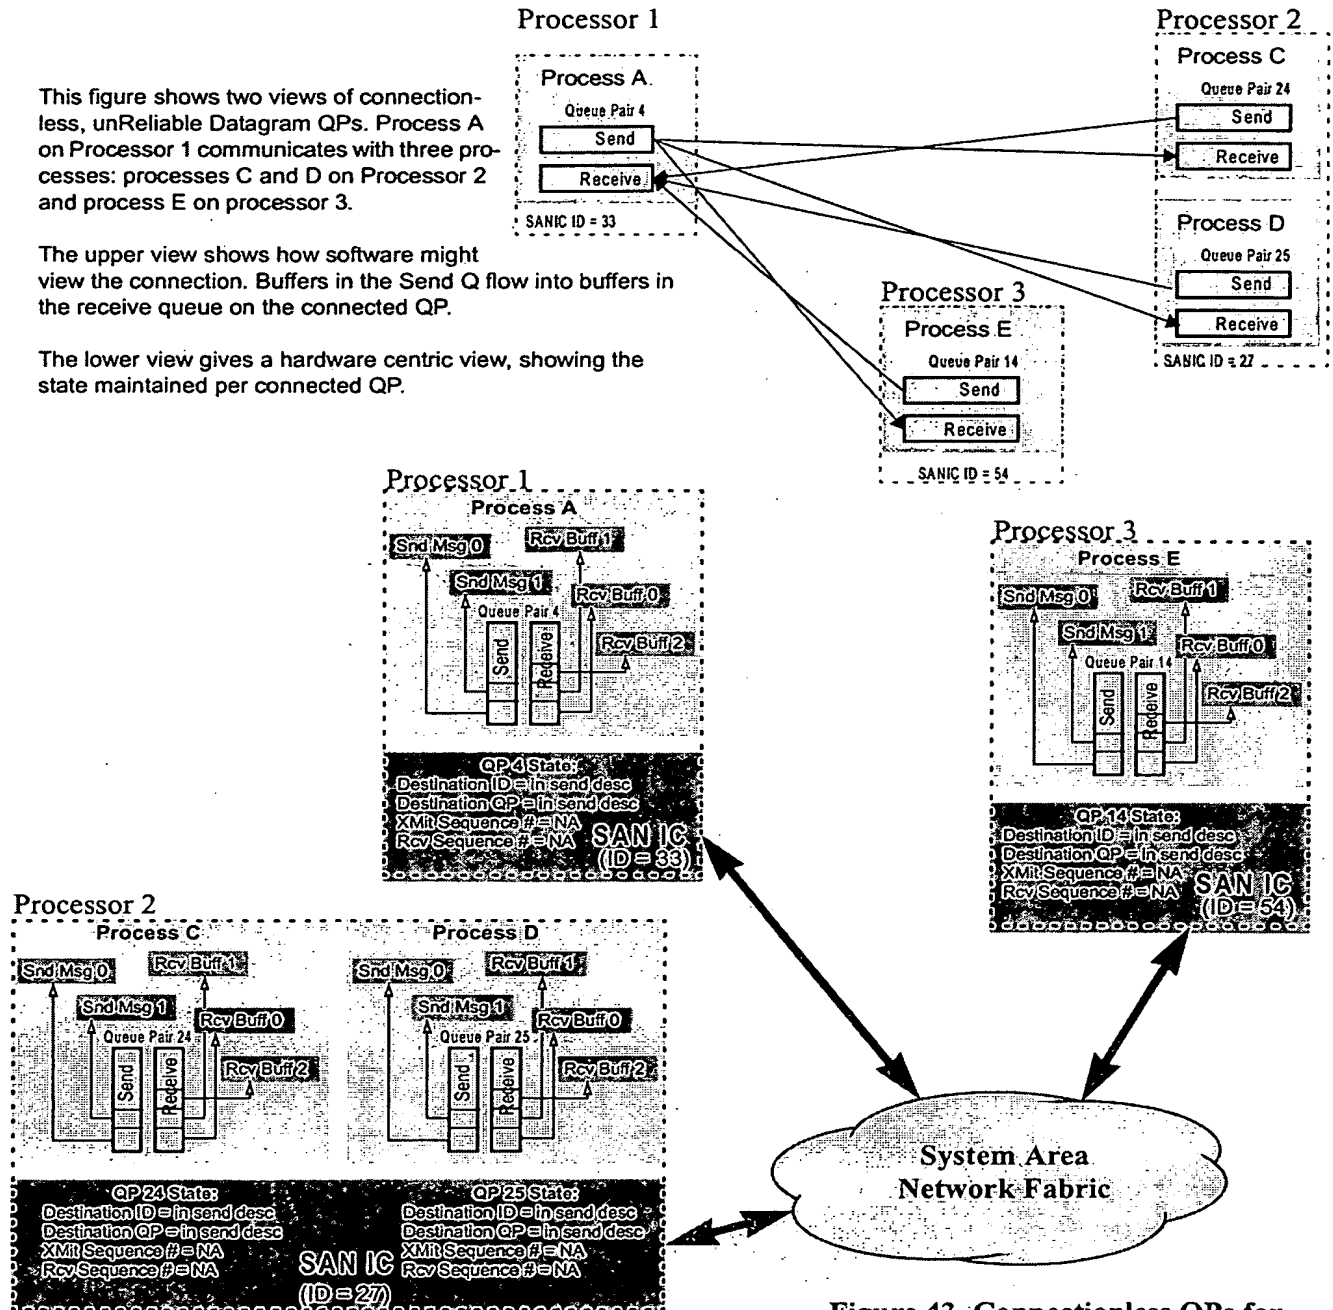 Processor 1
Process A
Queue Pair 4
Send
Receive
SANIC ID = 33
Processor 2
Process C
Queue Pair 24
Send
Receive
Process D
Queue Pair 25
Send
Receive
SANIC ID = 27
Processor 3
Process E
Queue Pair 14
Send
Receive
SANIC ID = 54
This figure shows two views of connection-
less, unReliable Datagram QPs. Process A
on Processor 1 communicates with three pro-
cesses: processes C and D on Processor 2
and process E on processor 3.
The upper view shows how software might
view the connection. Buffers in the Send Q flow into buffers in
the receive queue on the connected QP.
The lower view gives a hardware centric view, showing the
state maintained per connected QP.
Processor 1
Process A
Snd Msg 0
Rcv Buff 1
Snd Msg 1
Rcv Buff 0
Queue Pair 4
Rcv Buff 2
Send
Receive
QP 4 State:
Destination ID = in send desc
Destination QP = in send desc
XMit Sequence # = NA
Rcv Sequence # = NA
SAN IC
(ID = 33)
Processor 3
Process E
Snd Msg 0
Rcv Buff 1
Snd Msg 1
Rcv Buff 0
Queue Pair 14
Rcv Buff 2
Send
Receive
QP 14 State:
Destination ID = in send desc
Destination QP = in send desc
XMit Sequence # = NA
Rcv Sequence # = NA
SAN IC
(ID = 54)
Processor 2
Process C
Snd Msg 0
Rcv Buff 1
Snd Msg 1
Rcv Buff 0
Queue Pair 24
Rcv Buff 2
Send
Receive
Process D
Snd Msg 0
Rcv Buff 1
Snd Msg 1
Rcv Buff 0
Queue Pair 25
Rcv Buff 2
Send
Receive
QP 24 State:
Destination ID = in send desc
Destination QP = in send desc
XMit Sequence # = NA
Rcv Sequence # = NA
QP 25 State:
Destination ID = in send desc
Destination QP = in send desc
XMit Sequence # = NA
Rcv Sequence # = NA
SAN IC
(ID = 27)
System Area
Network Fabric
Figure 43 Connectionless QPs for